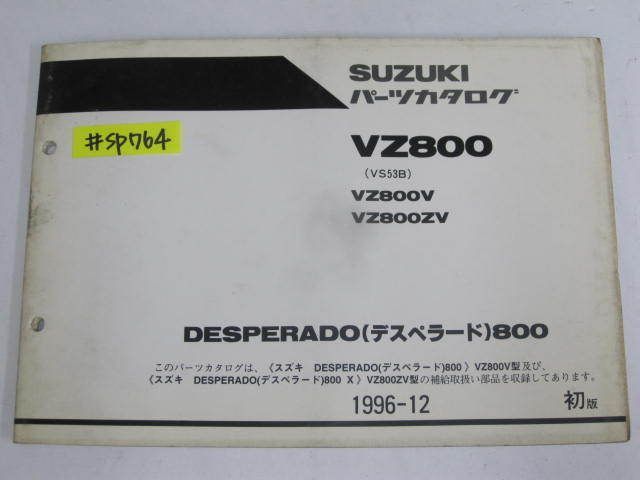 SUZUKI
パーツカタログ
#SP764
VZ800
(VS53B)
VZ800V
VZ800ZV
DESPERADO(デスペラード)800
このパーツカタログは、〈スズキ DESPERADO(デスペラード)800 〉VZ800V型及び、
〈スズキ DESPERADO(デスペラード)800 X 〉VZ800ZV型の補給取扱い部品を収録してあります。
1996-12 初版